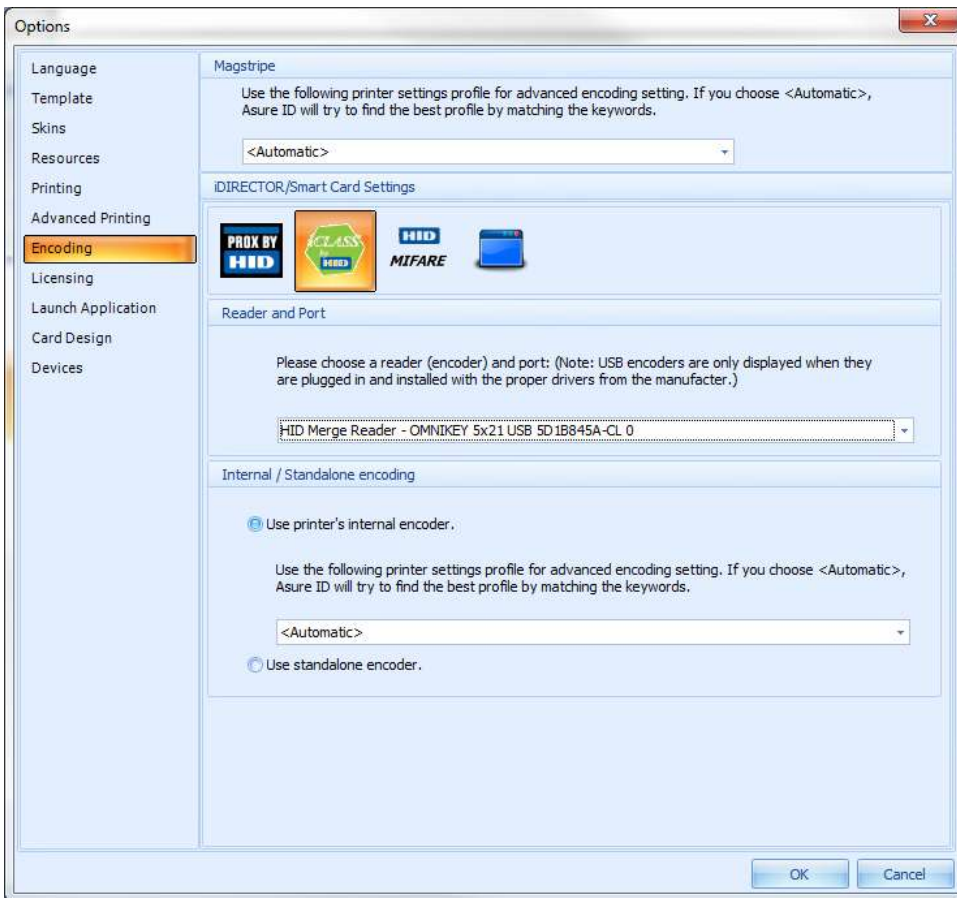 Options
Language
Template
Skins
Resources
Printing
Advanced Printing
Encoding
Licensing
Launch Application
Card Design
Devices
Magstripe
Use the following printer settings profile for advanced encoding setting. If you choose <Automatic>,
Asure ID will try to find the best profile by matching the keywords.
<Automatic>
iDIRECTOR/Smart Card Settings
PROX BY
HID
iCLASS
by HID
HID
MIFARE
Reader and Port
Please choose a reader (encoder) and port: (Note: USB encoders are only displayed when they
are plugged in and installed with the proper drivers from the manufacter.)
HID Merge Reader - OMNIKEY 5x21 USB 5D1B845A-CL 0
Internal / Standalone encoding
Use printer's internal encoder.
Use the following printer settings profile for advanced encoding setting. If you choose <Automatic>,
Asure ID will try to find the best profile by matching the keywords.
<Automatic>
Use standalone encoder.
OK
Cancel